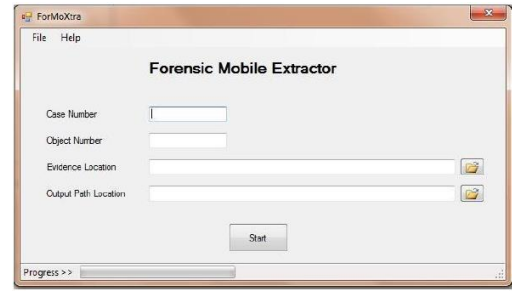 ForMoXtra
File Help
Forensic Mobile Extractor
Case Number
Object Number
Evidence Location
Output Path Location
Start
Progress >>